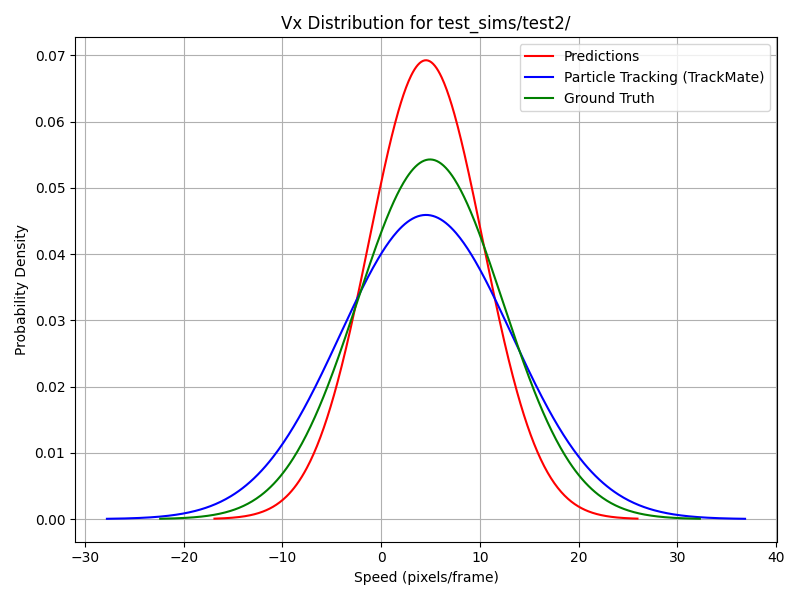 Vx Distribution for test_sims/test2/
Predictions
Particle Tracking (TrackMate)
Ground Truth
0.07
0.06
0.05
0.04
0.03
0.02
0.01
0.00
Probability Density
−30
−20
−10
0
10
20
30
40
Speed (pixels/frame)